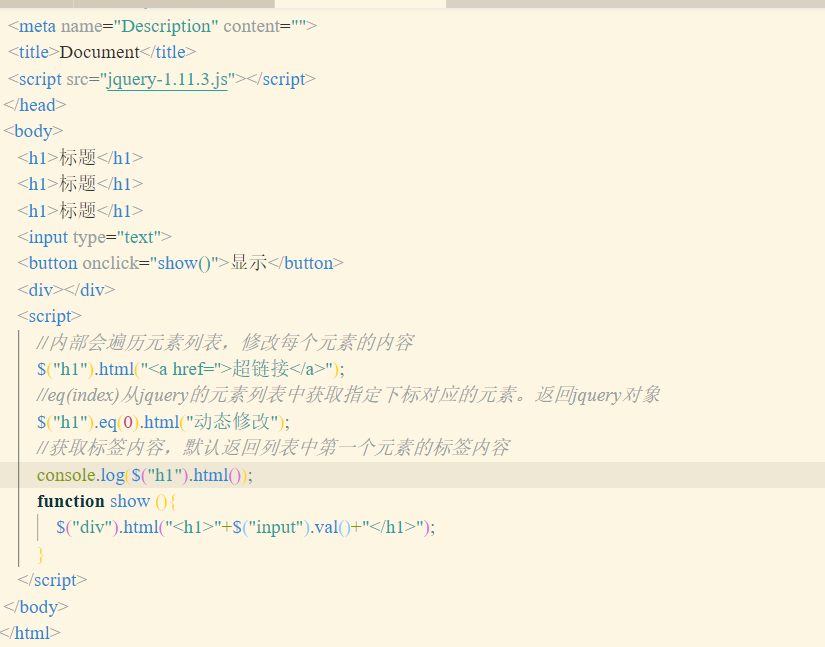 <meta name="Description" content="">
<title>Document</title>
<script src="jquery-1.11.3.js"></script>
</head>
<body>
<h1>标题</h1>
<h1>标题</h1>
<h1>标题</h1>
<input type="text">
<button onclick="show()">显示</button>
<div></div>
<script>
//内部会遍历元素列表，修改每个元素的内容
$("h1").html("<a href=''>超链接</a>");
//eq(index)从jquery的元素列表中获取指定下标对应的元素。返回jquery对象
$("h1").eq(0).html("动态修改");
//获取标签内容，默认返回列表中第一个元素的标签内容
console.log($("h1").html());
function show (){
$("div").html("<h1>"+$("input").val()+"</h1>");
}
</script>
</body>
</html>